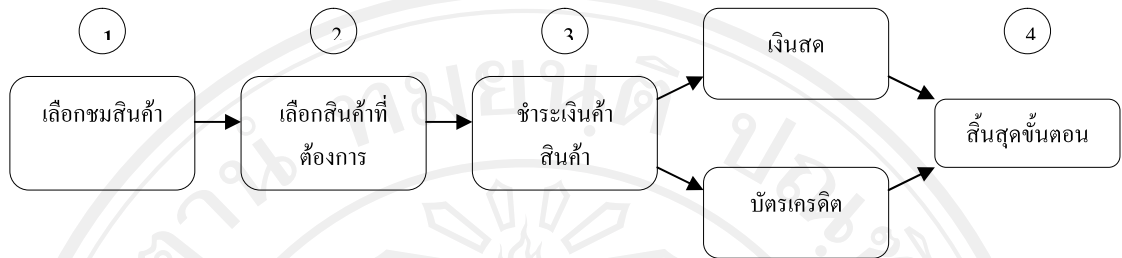 1
2
3
4
เลือกชมสินค้า
เลือกสินค้าที่
ต้องการ
ชำระเงินค้า
สินค้า
เงินสด
บัตรเครดิต
สิ้นสุดขั้นตอน